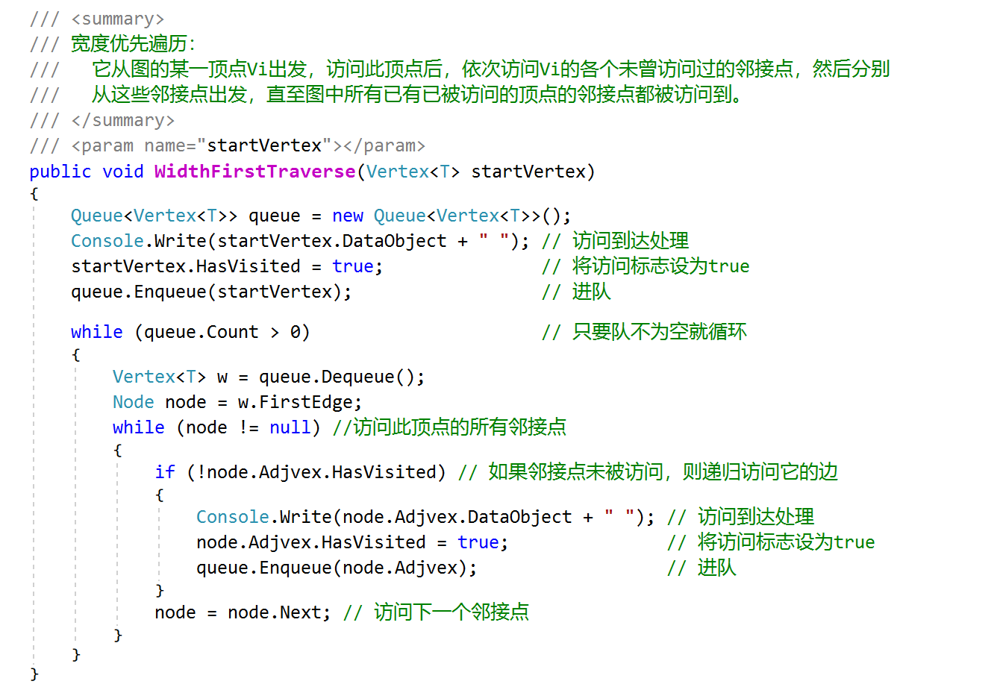 /// <summary>
/// 宽度优先遍历：
///   它从图的某一顶点Vi出发，访问此顶点后，依次访问Vi的各个未曾访问过的邻接点，然后分别
///   从这些邻接点出发，直至图中所有已有已被访问的顶点的邻接点都被访问到。
/// </summary>
/// <param name="startVertex"></param>
public void WidthFirstTraverse(Vertex<T> startVertex)
{
    Queue<Vertex<T>> queue = new Queue<Vertex<T>>();
    Console.Write(startVertex.DataObject + " "); // 访问到达处理
    startVertex.HasVisited = true;               // 将访问标志设为true
    queue.Enqueue(startVertex);                  // 进队
    while (queue.Count > 0)                      // 只要队不为空就循环
    {
        Vertex<T> w = queue.Dequeue();
        Node node = w.FirstEdge;
        while (node != null) //访问此顶点的所有邻接点
        {
            if (!node.Adjvex.HasVisited) // 如果邻接点未被访问，则递归访问它的边
            {
                Console.Write(node.Adjvex.DataObject + " "); // 访问到达处理
                node.Adjvex.HasVisited = true;               // 将访问标志设为true
                queue.Enqueue(node.Adjvex);                  // 进队
            }
            node = node.Next; // 访问下一个邻接点
        }
    }
}